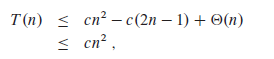 T(n) ≤ cn² – c(2n – 1) + Θ(n)
≤ cn² ,